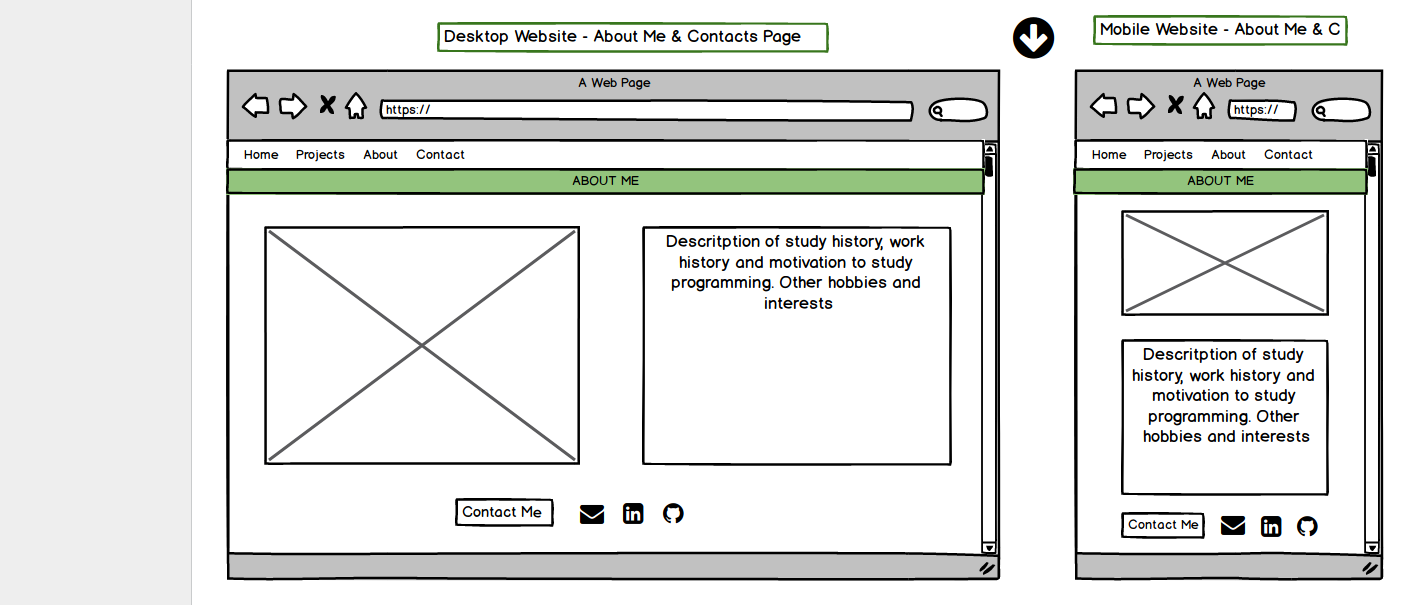 Desktop Website - About Me & Contacts Page
A Web Page
https://
Home Projects About Contact
ABOUT ME
Descritption of study history, work
history and motivation to study
programming. Other hobbies and
interests
Contact Me
in
Mobile Website - About Me & C
A Web Page
https://
Home Projects About Contact
ABOUT ME
Descritption of study
history, work history and
motivation to study
programming. Other
hobbies and interests
Contact Me
in